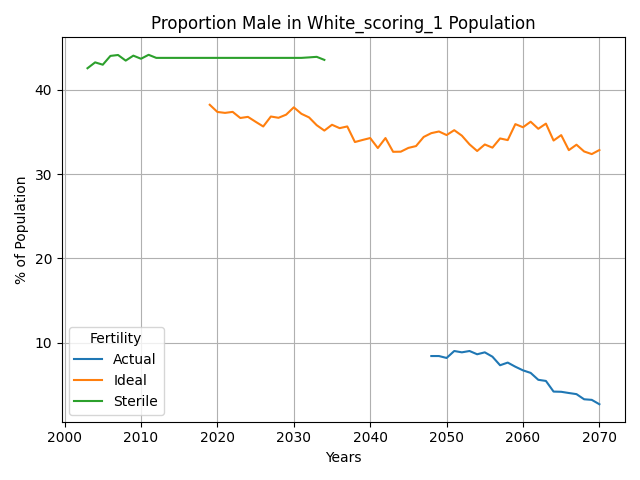 Proportion Male in White_scoring_1 Population
% of Population
40
30
20
10
Fertility
Actual
Ideal
Sterile
2000 2010 2020 2030 2040 2050 2060 2070
Years